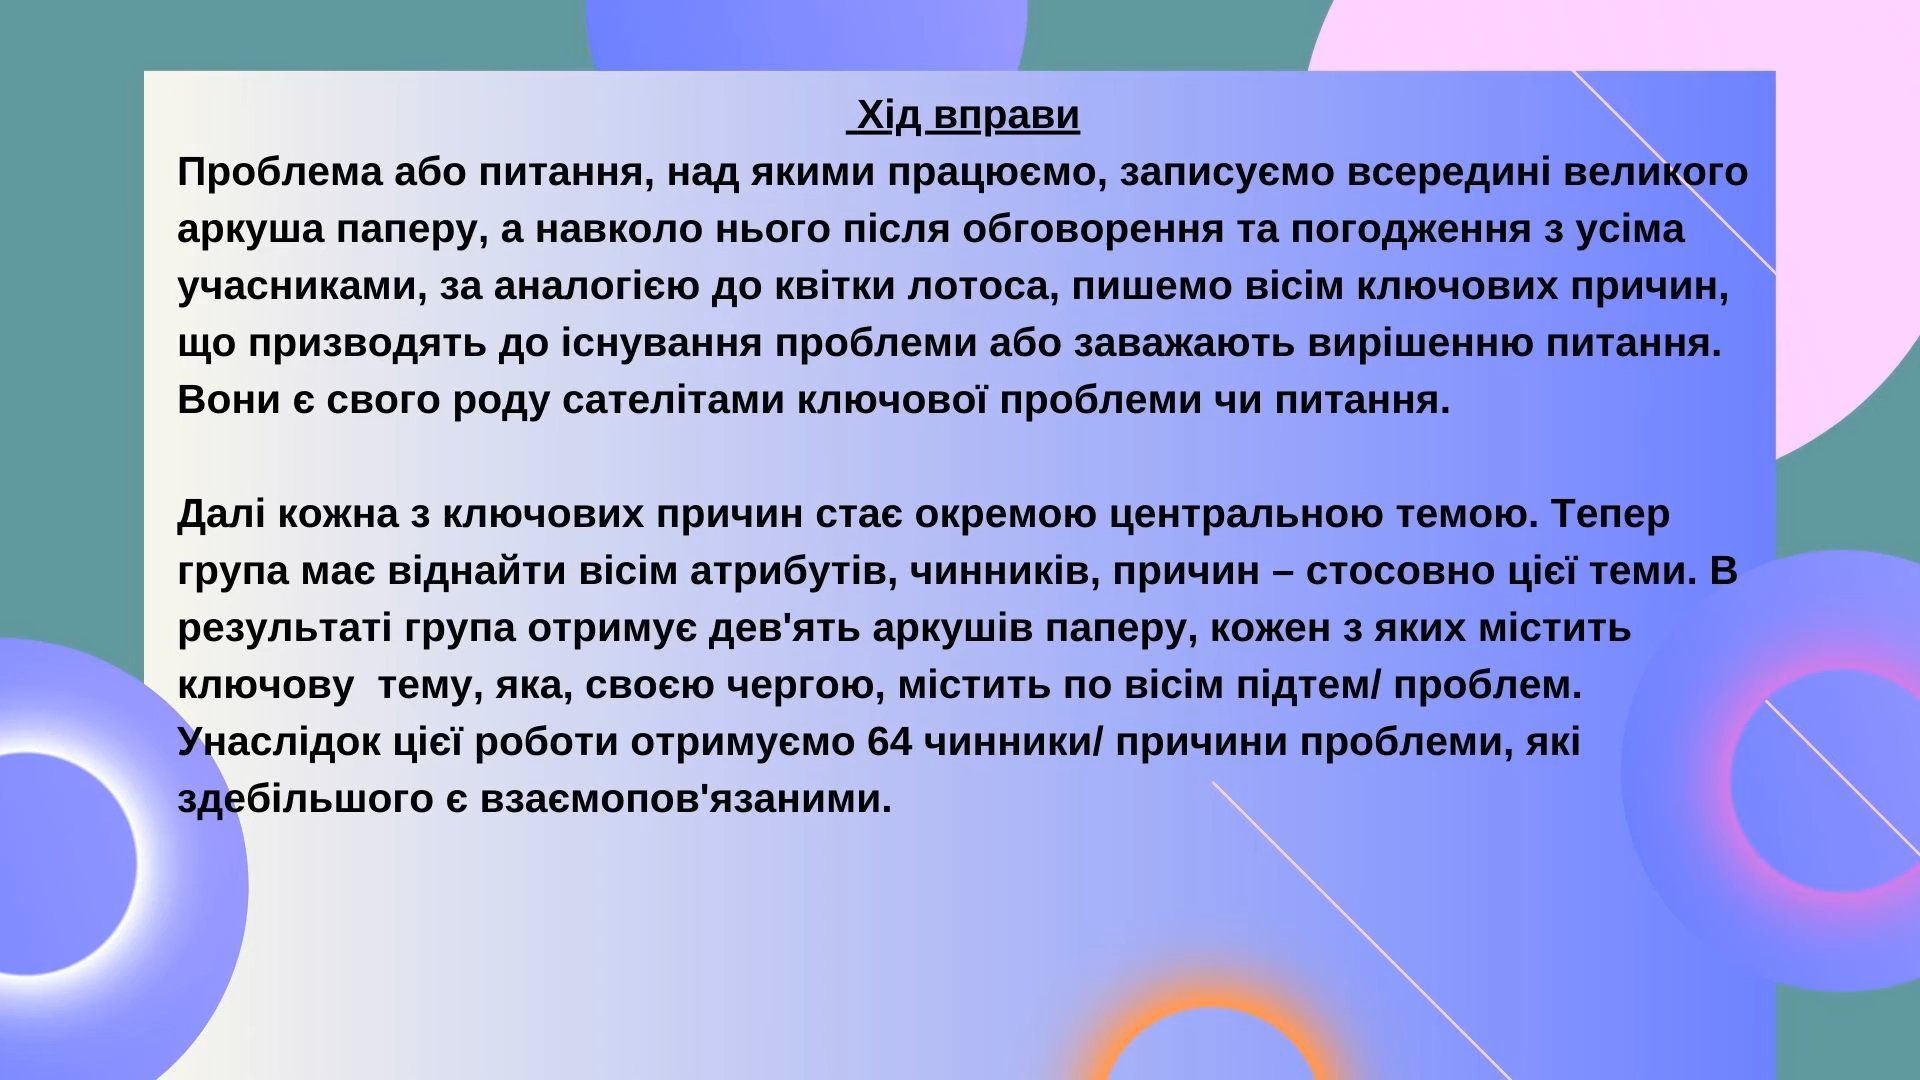 Хід вправи
Проблема або питання, над якими працюємо, записуємо всередині великого
аркуша паперу, а навколо нього після обговорення та погодження з усіма
учасниками, за аналогією до квітки лотоса, пишемо вісім ключових причин,
що призводять до існування проблеми або заважають вирішенню питання.
Вони є свого роду сателітами ключової проблеми чи питання.
Далі кожна з ключових причин стає окремою центральною темою. Тепер
група має віднайти вісім атрибутів, чинників, причин – стосовно цієї теми. В
результаті група отримує дев'ять аркушів паперу, кожен з яких містить
ключову  тему, яка, своєю чергою, містить по вісім підтем/ проблем.
Унаслідок цієї роботи отримуємо 64 чинники/ причини проблеми, які
здебільшого є взаємопов'язаними.